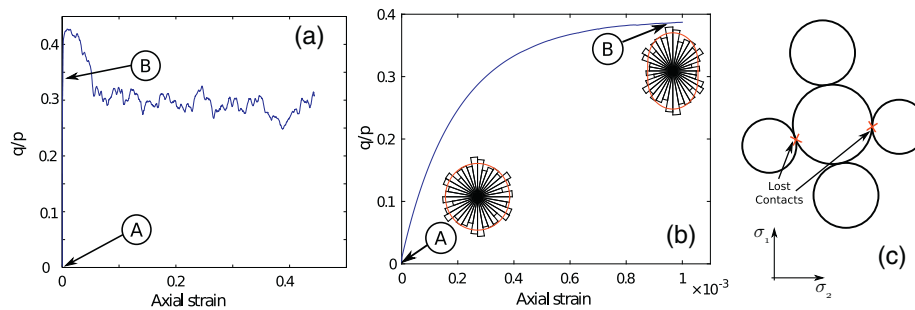 (a)
q/p
0.4
0.3
0.2
0.1
0
B
A
0
0.2
0.4
Axial strain
(b)
q/p
0.4
0.3
0.2
0.1
0
B
A
0
0.2
0.4
0.6
0.8
1
×10⁻³
Axial strain
Lost
Contacts
σ₁
σ₂
(c)